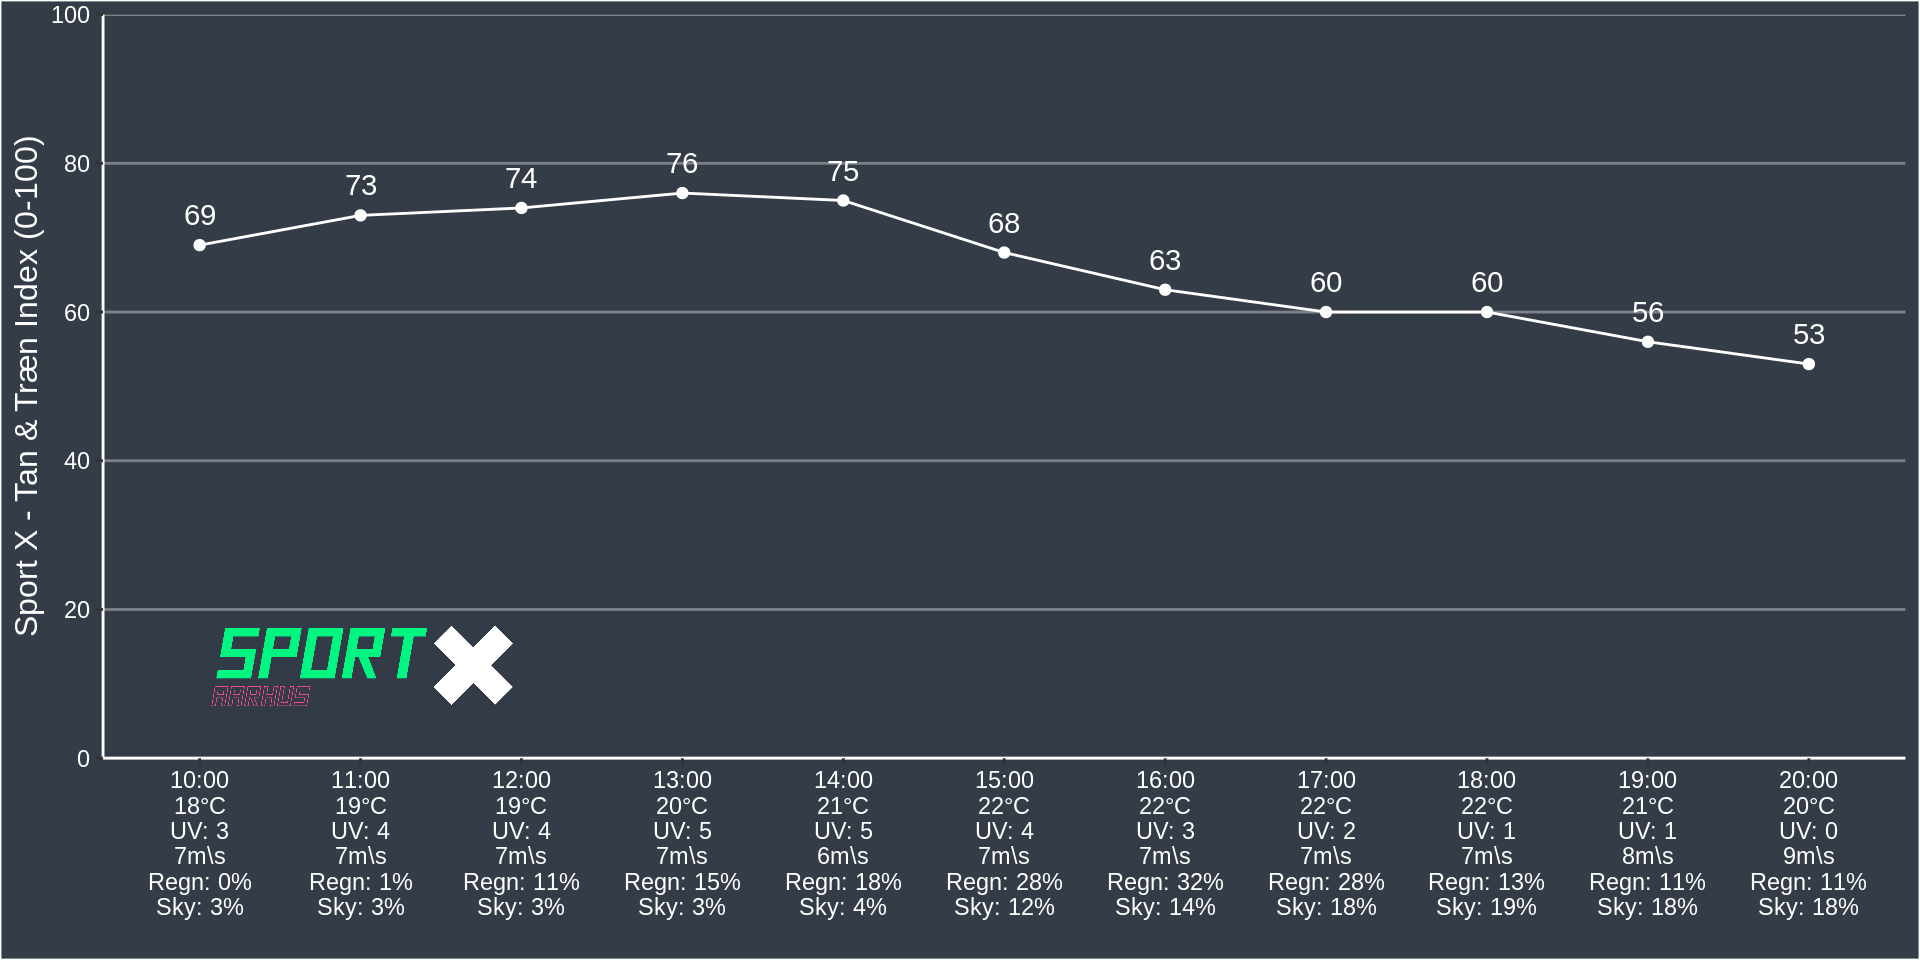 Sport X - Tan & Træn Index (0-100)
100
80
60
40
20
0
69
73
74
76
75
68
63
60
60
56
53
SPORT X
AARHUS
10:00 11:00 12:00 13:00 14:00 15:00 16:00 17:00 18:00 19:00 20:00
18°C 19°C 19°C 20°C 21°C 22°C 22°C 22°C 22°C 21°C 20°C
UV: 3 UV: 4 UV: 4 UV: 5 UV: 5 UV: 4 UV: 3 UV: 2 UV: 1 UV: 1 UV: 0
7m\s 7m\s 7m\s 7m\s 6m\s 7m\s 7m\s 7m\s 7m\s 8m\s 9m\s
Regn: 0% Regn: 1% Regn: 11% Regn: 15% Regn: 18% Regn: 28% Regn: 32% Regn: 28% Regn: 13% Regn: 11% Regn: 11%
Sky: 3% Sky: 3% Sky: 3% Sky: 3% Sky: 4% Sky: 12% Sky: 14% Sky: 18% Sky: 19% Sky: 18% Sky: 18%